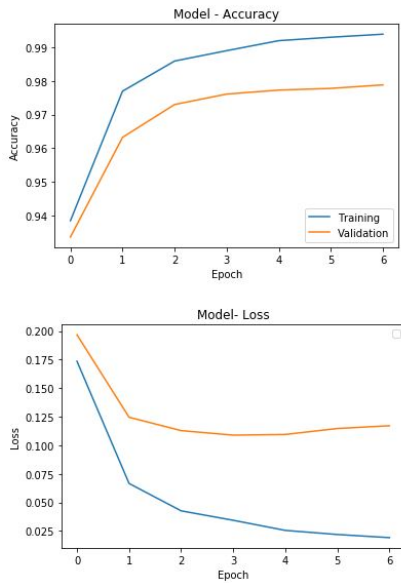 Model - Accuracy
0.99
0.98
0.97
0.96
0.95
0.94
Accuracy
Training
Validation
0 1 2 3 4 5 6
Epoch
Model- Loss
0.200
0.175
0.150
0.125
0.100
0.075
0.050
0.025
Loss
0 1 2 3 4 5 6
Epoch